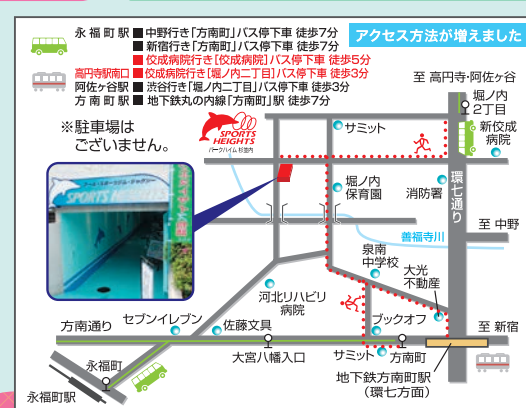 永福町駅 ■ 中野行き「方南町」バス停下車 徒歩7分
■ 新宿行き「方南町」バス停下車 徒歩7分
■ 佼成病院行き[佼成病院]バス停下車 徒歩5分
高円寺駅南口 ■ 佼成病院行き[堀ノ内二丁目]バス停下車 徒歩3分
阿佐ヶ谷駅 ■ 渋谷行き「堀ノ内二丁目」バス停下車 徒歩3分
方南町駅 ■ 地下鉄丸の内線「方南町」駅 徒歩7分
アクセス方法が増えました
※駐車場は
ございません。
SPORTS
HEIGHTS
パークハイム杉並内
サミット
至 高円寺・阿佐ヶ谷
堀ノ内
2丁目
新佼成
病院
堀ノ内
保育園
消防署
環七通り
至 中野
善福寺川
泉南
中学校
大光
不動産
河北リハビリ
病院
ブックオフ
方南通り
セブンイレブン
佐藤文具
大宮八幡入口
サミット
方南町
至 新宿
永福町
永福町駅
地下鉄方南町駅
(環七方面)
SPORTS HEIGHTS